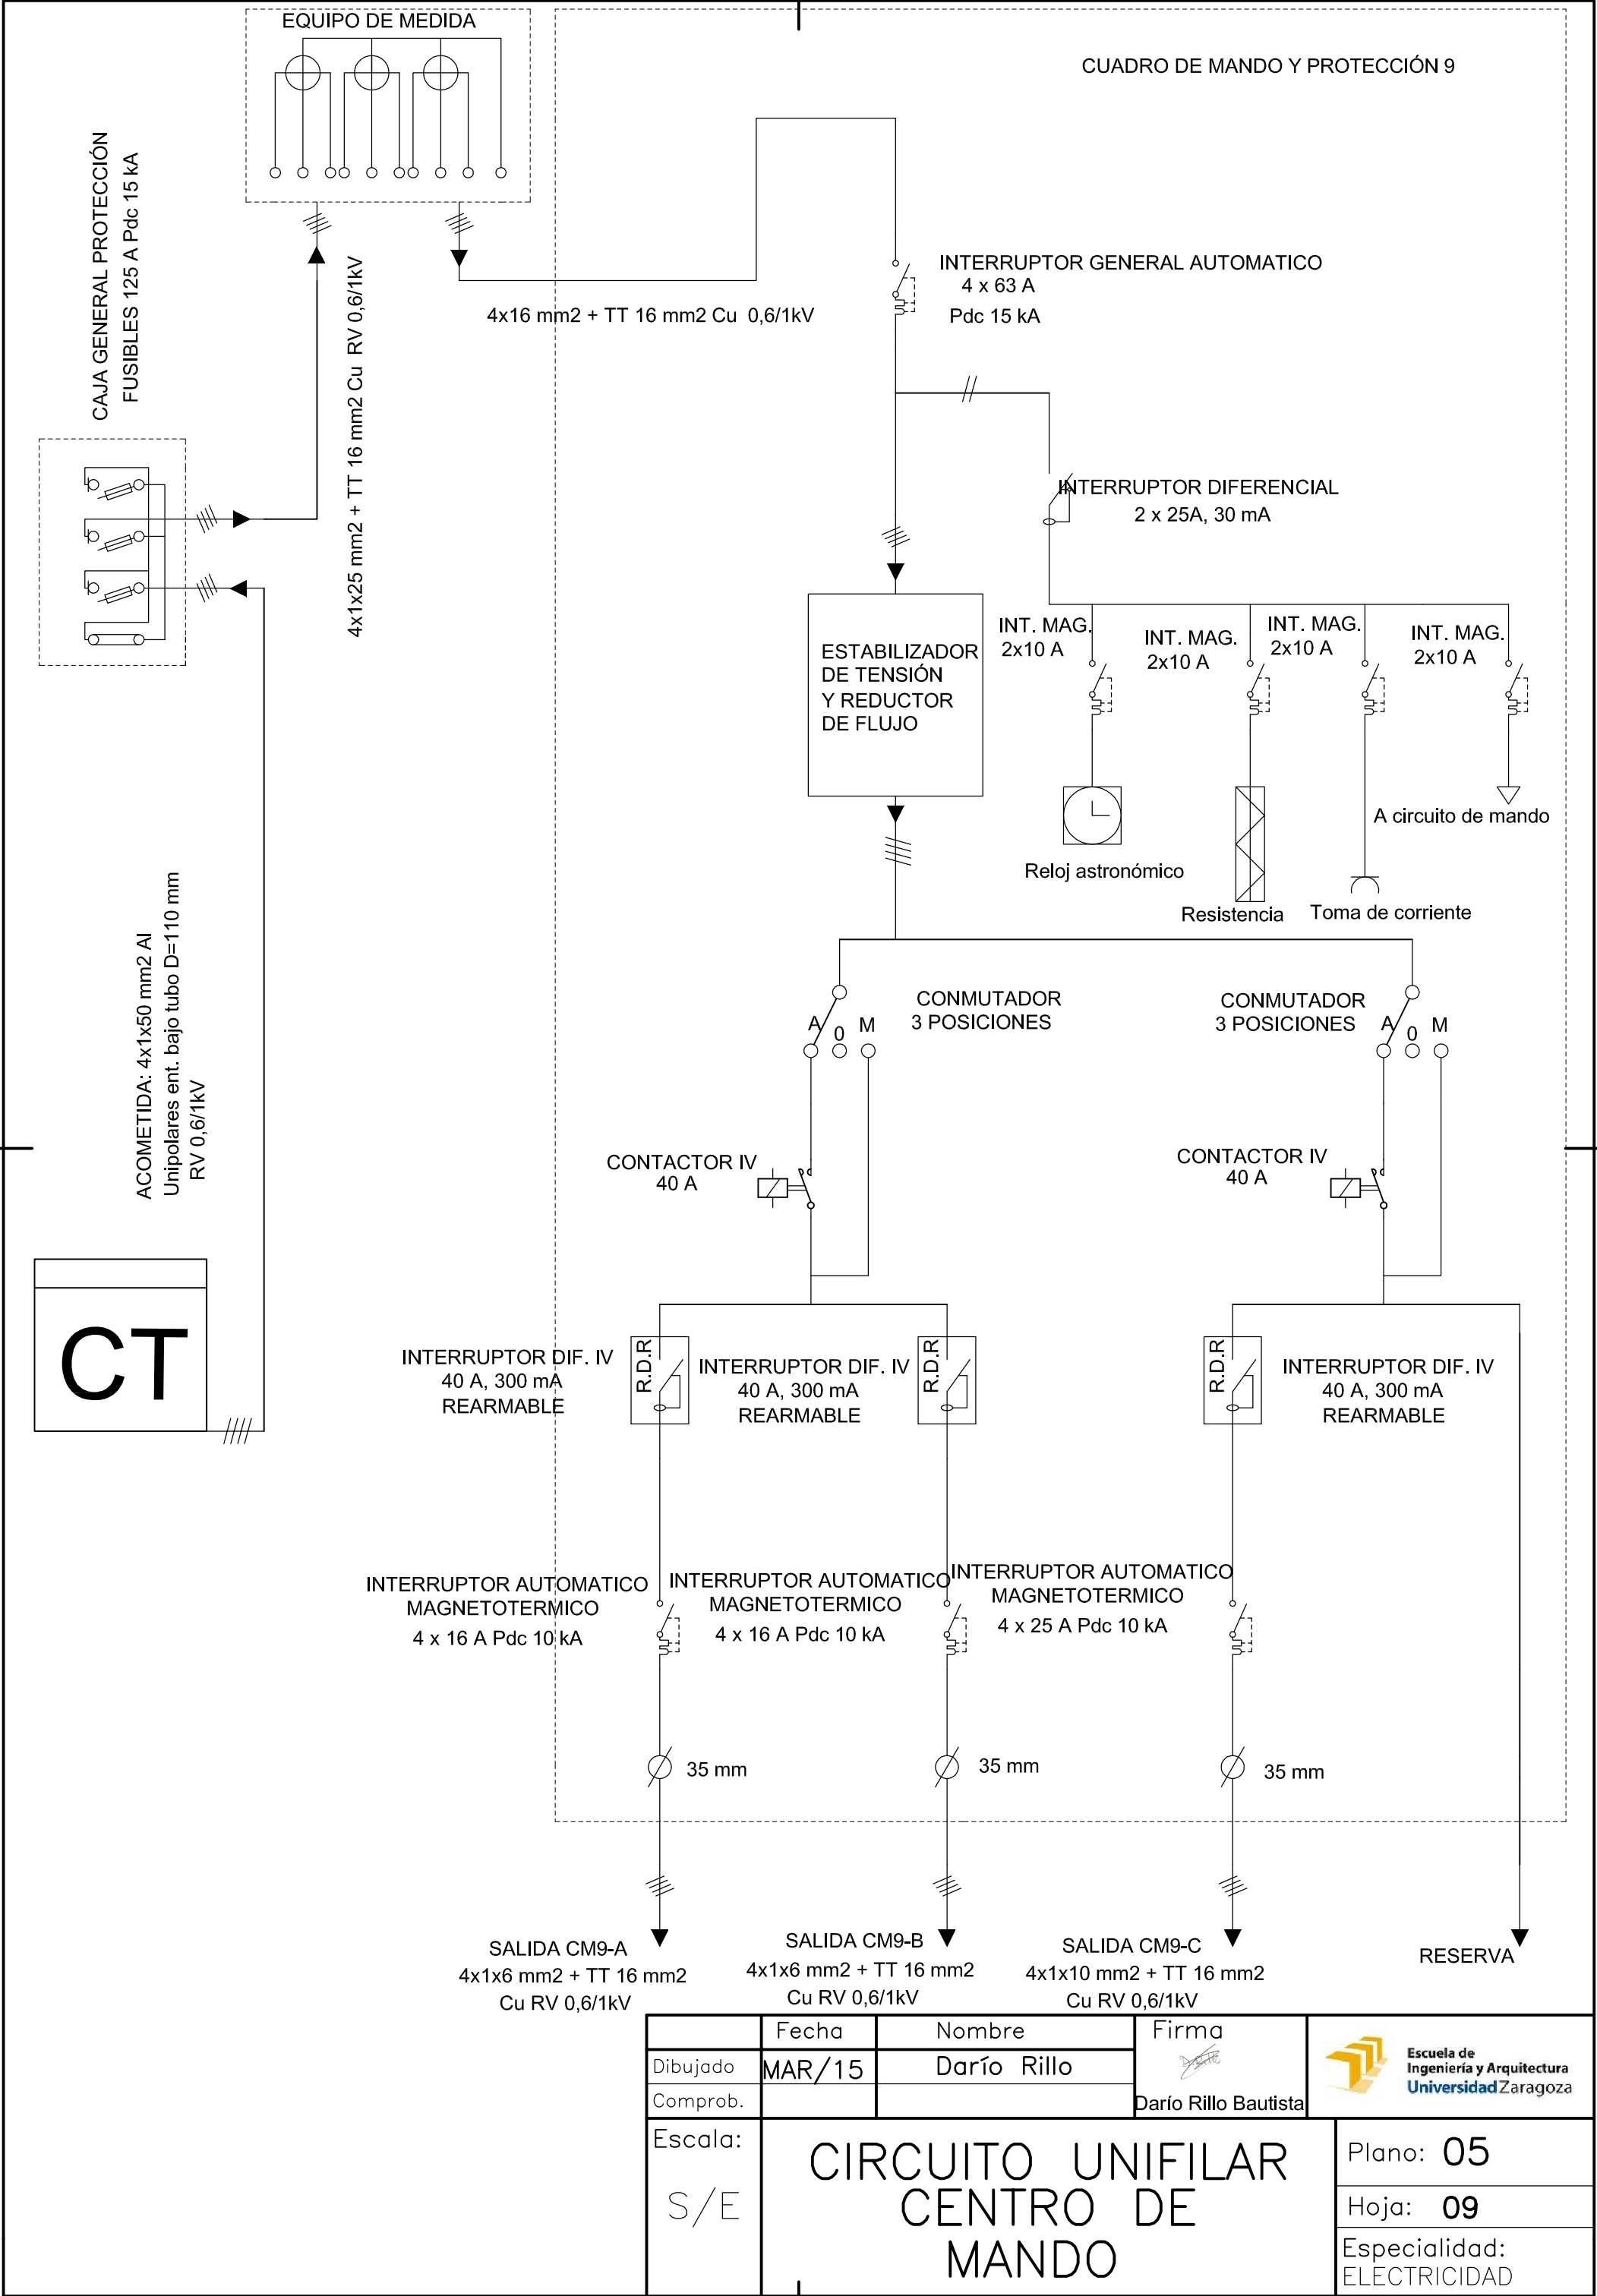 EQUIPO DE MEDIDA
CUADRO DE MANDO Y PROTECCIÓN 9
CAJA GENERAL PROTECCIÓN
FUSIBLES 125 A Pdc 15 kA
4x1x25 mm2 + TT 16 mm2 Cu RV 0,6/1kV
4x16 mm2 + TT 16 mm2 Cu 0,6/1kV
INTERRUPTOR GENERAL AUTOMATICO
4 x 63 A
Pdc 15 kA
INTERRUPTOR DIFERENCIAL
2 x 25A, 30 mA
INT. MAG.
2x10 A
INT. MAG.
2x10 A
INT. MAG.
2x10 A
INT. MAG.
2x10 A
ESTABILIZADOR
DE TENSIÓN
Y REDUCTOR
DE FLUJO
Reloj astronómico
Resistencia
Toma de corriente
A circuito de mando
ACOMETIDA: 4x1x50 mm2 Al
Unipolares ent. bajo tubo D=110 mm
RV 0,6/1kV
CONMUTADOR
3 POSICIONES
A 0 M
CONMUTADOR
3 POSICIONES
A 0 M
CONTACTOR IV
40 A
CONTACTOR IV
40 A
CT
INTERRUPTOR DIF. IV
40 A, 300 mA
REARMABLE
R.D.R
INTERRUPTOR DIF. IV
40 A, 300 mA
REARMABLE
R.D.R
R.D.R
INTERRUPTOR DIF. IV
40 A, 300 mA
REARMABLE
INTERRUPTOR AUTOMATICO
MAGNETOTERMICO
4 x 16 A Pdc 10 kA
INTERRUPTOR AUTOMATICO
MAGNETOTERMICO
4 x 16 A Pdc 10 kA
INTERRUPTOR AUTOMATICO
MAGNETOTERMICO
4 x 25 A Pdc 10 kA
35 mm
35 mm
35 mm
SALIDA CM9-A
4x1x6 mm2 + TT 16 mm2
Cu RV 0,6/1kV
SALIDA CM9-B
4x1x6 mm2 + TT 16 mm2
Cu RV 0,6/1kV
SALIDA CM9-C
4x1x10 mm2 + TT 16 mm2
Cu RV 0,6/1kV
RESERVA
Fecha
Nombre
Firma
Dibujado
MAR/15
Darío Rillo
Comprob.
Darío Rillo Bautista
Escuela de
Ingeniería y Arquitectura
Universidad Zaragoza
Escala:
S/E
CIRCUITO UNIFILAR
CENTRO DE
MANDO
Plano: 05
Hoja: 09
Especialidad:
ELECTRICIDAD